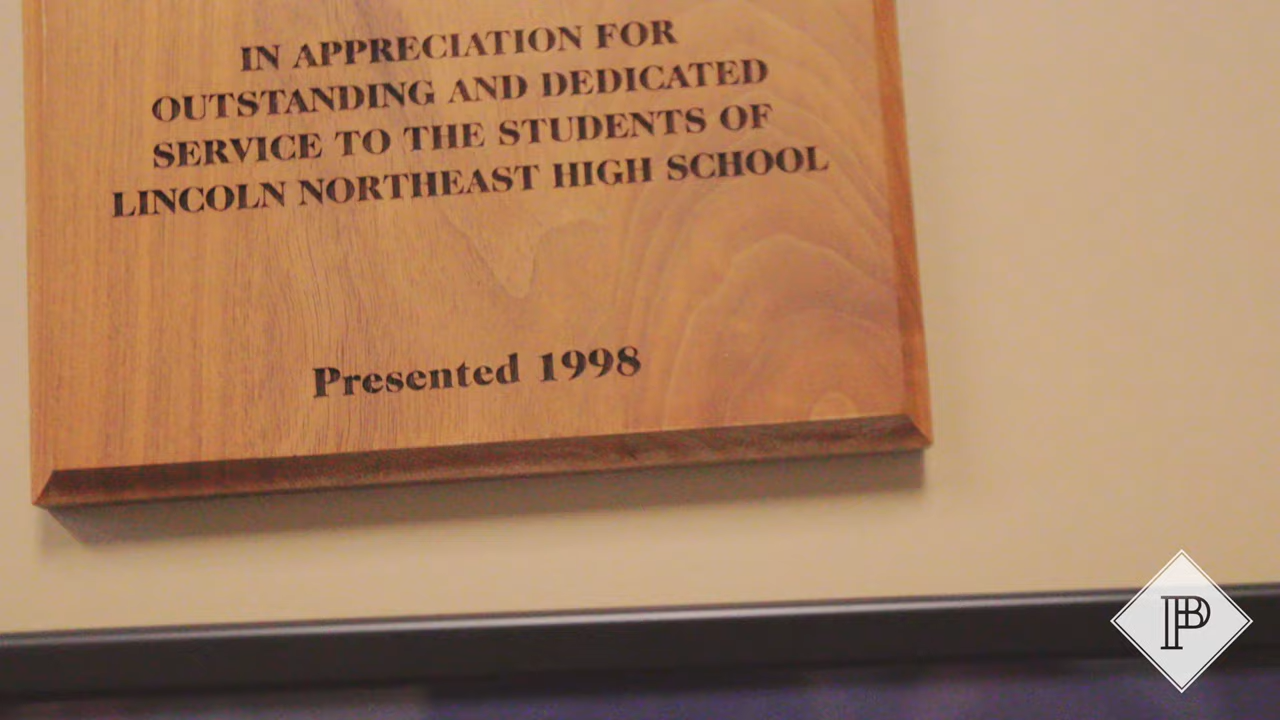 IN APPRECIATION FOR
OUTSTANDING AND DEDICATED
SERVICE TO THE STUDENTS OF
LINCOLN NORTHEAST HIGH SCHOOL
Presented 1998